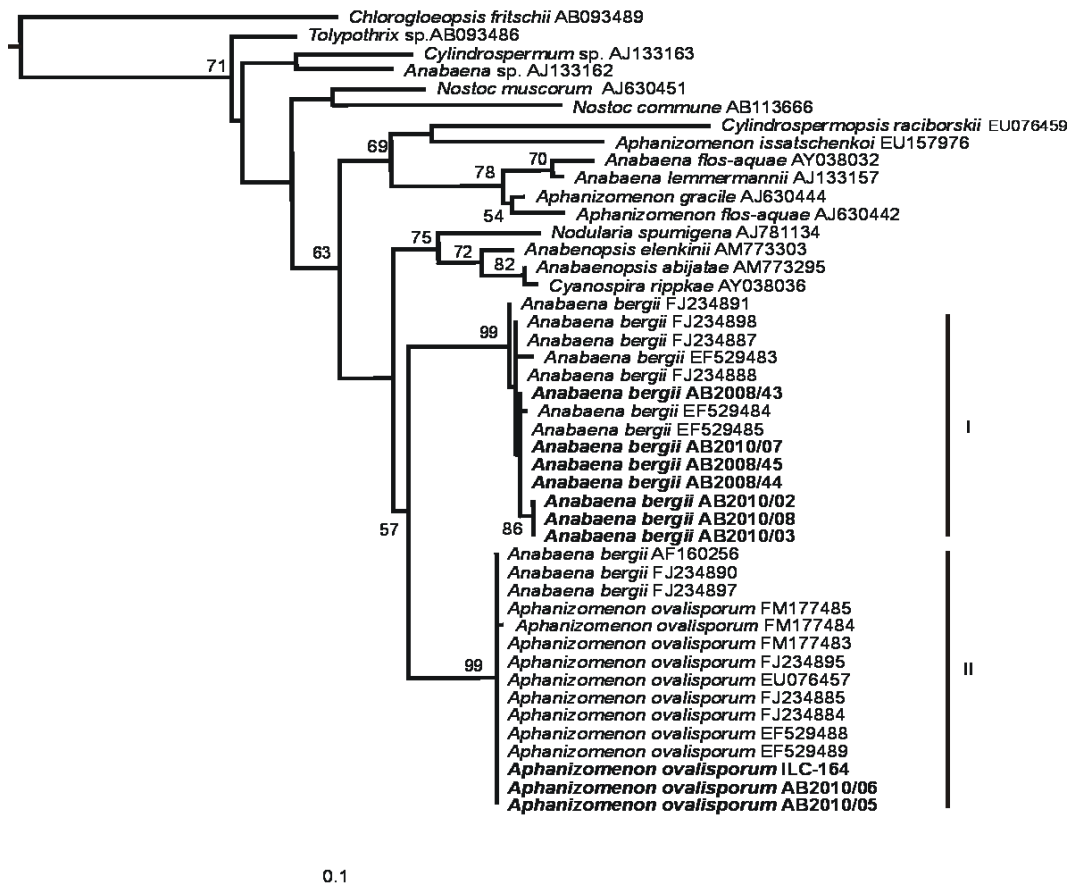 Chlorogloeopsis fritschii AB093489
Tolypothrix sp.AB093486
71
Cylindrospermum sp. AJ133163
Anabaena sp. AJ133162
Nostoc muscorum AJ630451
Nostoc commune AB113666
Cylindrospermopsis raciborskii EU076459
69
Aphanizomenon issatschenkoi EU157976
70
Anabaena flos-aquae AY038032
78
Anabaena lemmermannii AJ133157
Aphanizomenon gracile AJ630444
54
Aphanizomenon flos-aquae AJ630442
Nodularia spumigena AJ781134
75
63
72
Anabenopsis elenkinii AM773303
82
Anabaenopsis abijatae AM773295
Cyanospira rippkae AY038036
Anabaena bergii FJ234891
Anabaena bergii FJ234898
99
Anabaena bergii FJ234887
Anabaena bergii EF529483
Anabaena bergii FJ234888
Anabaena bergii AB2008/43
Anabaena bergii EF529484
I
Anabaena bergii EF529485
Anabaena bergii AB2010/07
Anabaena bergii AB2008/45
Anabaena bergii AB2008/44
Anabaena bergii AB2010/02
Anabaena bergii AB2010/08
57
86
Anabaena bergii AB2010/03
Anabaena bergii AF160256
Anabaena bergii FJ234890
Anabaena bergii FJ234897
Aphanizomenon ovalisporum FM177485
Aphanizomenon ovalisporum FM177484
Aphanizomenon ovalisporum FM177483
99
Aphanizomenon ovalisporum FJ234895
II
Aphanizomenon ovalisporum EU076457
Aphanizomenon ovalisporum FJ234885
Aphanizomenon ovalisporum FJ234884
Aphanizomenon ovalisporum EF529488
Aphanizomenon ovalisporum EF529489
Aphanizomenon ovalisporum ILC-164
Aphanizomenon ovalisporum AB2010/06
Aphanizomenon ovalisporum AB2010/05
0.1